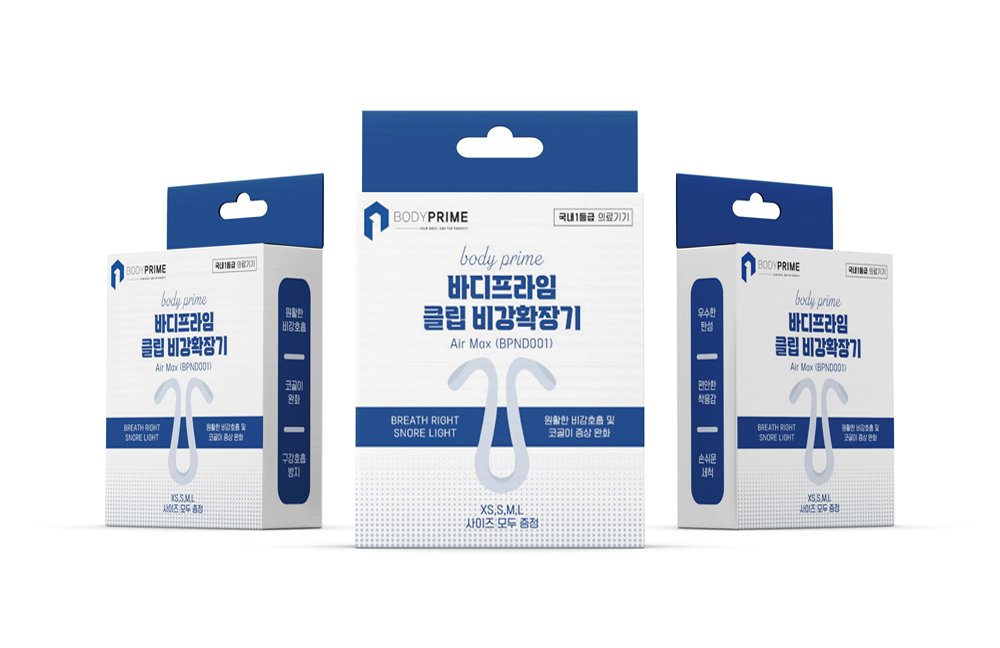 BODYPRIME
YOUR BODY, OUR TOP PRIORITY
국내1등급 의료기기
body prime
바디프라임
클립 비강확장기
Air Max (BPND001)
BREATH RIGHT
SNORE LIGHT
원활한 비강호흡 및
코골이 증상 완화
XS,S,M,L
사이즈 모두 증정
BODYPRIME
국내1등급 의료기기
body prime
바디프라임
클립 비강확장기
Air Max (BPND001)
BREATH RIGHT
SNORE LIGHT
원활한 비강호흡 및
코골이 증상 완화
XS,S,M,L
사이즈 모두 증정
원활한
비강호흡
코골이
완화
구강호흡
방지
우수한
탄성
편안한
착용감
손쉬운
세척
BODYPRIME
국내1등급 의료기기
body prime
바디프라임
클립 비강확장기
Air Max (BPND001)
BREATH RIGHT
SNORE LIGHT
원활한 비강호흡 및
코골이 증상 완화
XS,S,M,L
사이즈 모두 증정